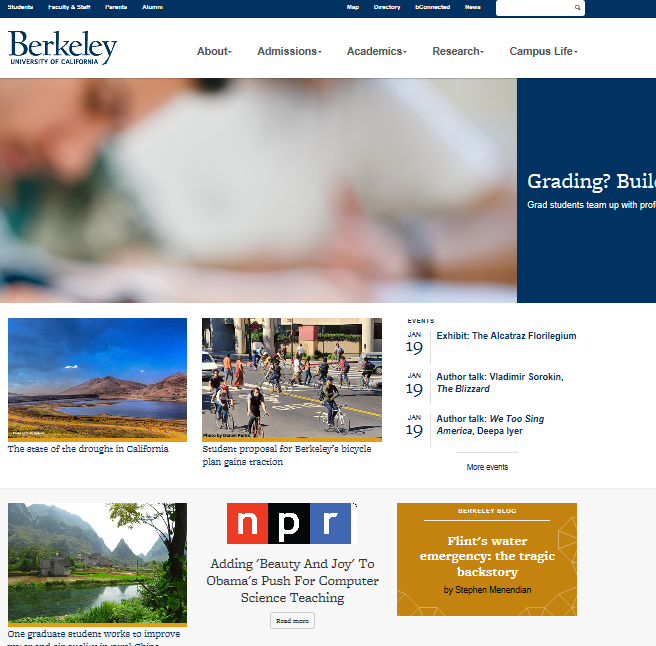 Students Faculty & Staff Parents Alumni Map Directory bConnected News
Berkeley
UNIVERSITY OF CALIFORNIA
About Admissions Academics Research Campus Life
Grading? Buil
Grad students team up with prof
EVENTS
JAN
19
Exhibit: The Alcatraz Florilegium
JAN
19
Author talk: Vladimir Sorokin,
The Blizzard
JAN
19
Author talk: We Too Sing
America, Deepa Iyer
More events
Photo by Daniel Parks
The state of the drought in California
Student proposal for Berkeley's bicycle
plan gains traction
npr
Adding 'Beauty And Joy' To
Obama's Push For Computer
Science Teaching
Read more
BERKELEY BLOG
Flint's water
emergency: the tragic
backstory
by Stephen Menendian
One graduate student works to improve